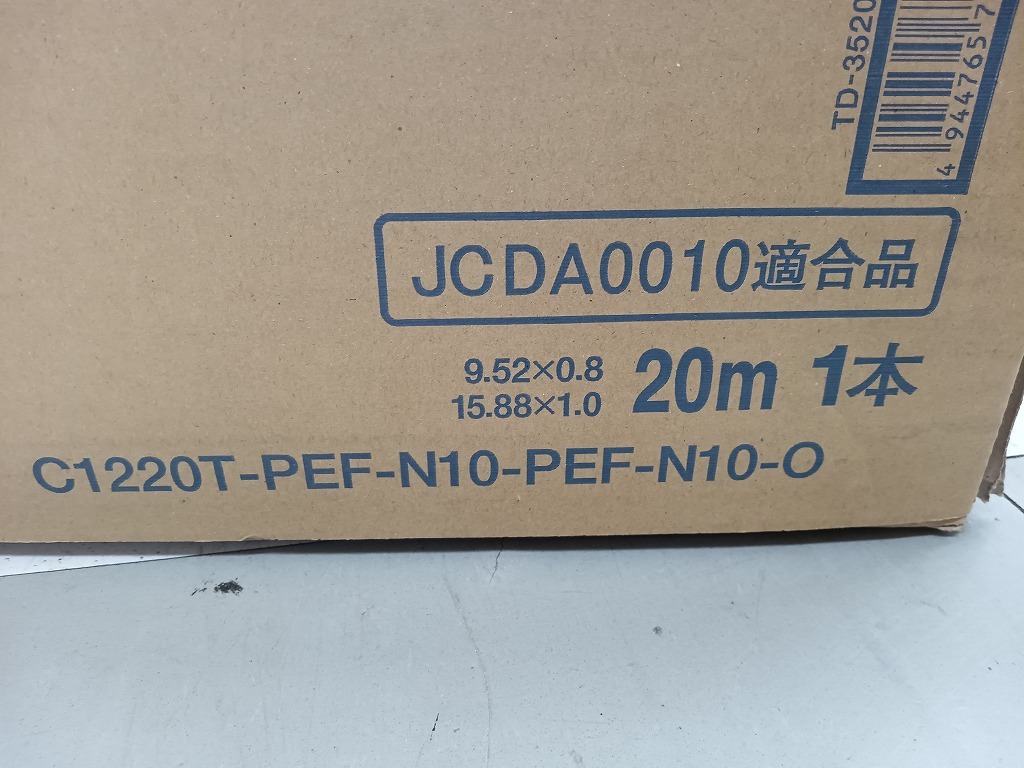 TD-3520
4 944765 7
JCDA0010適合品
9.52×0.8
15.88×1.0
20m 1本
C1220T-PEF-N10-PEF-N10-O